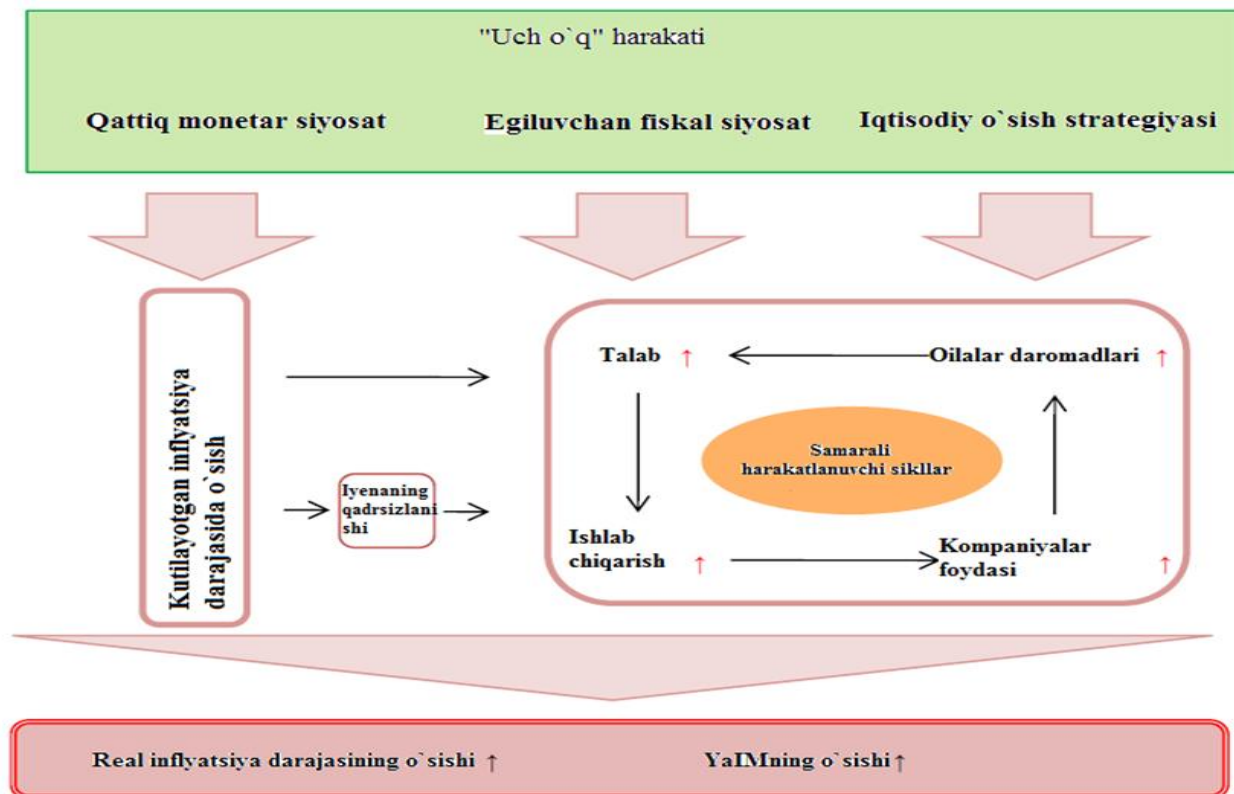 "Uch o`q" harakati
Qattiq monetar siyosat
Egiluvchan fiskal siyosat
Iqtisodiy o`sish strategiyasi
Kutilayotgan inflyatsiya
darajasida o`sish
Iyenaning
qadrsizlani
shi
Talab ↑
Oilalar daromadlari ↑
Samarali
harakatlanuvchi sikllar
Ishlab
chiqarish ↑
Kompaniyalar
foydasi ↑
Real inflyatsiya darajasining o`sishi ↑
YaIMning o`sishi ↑